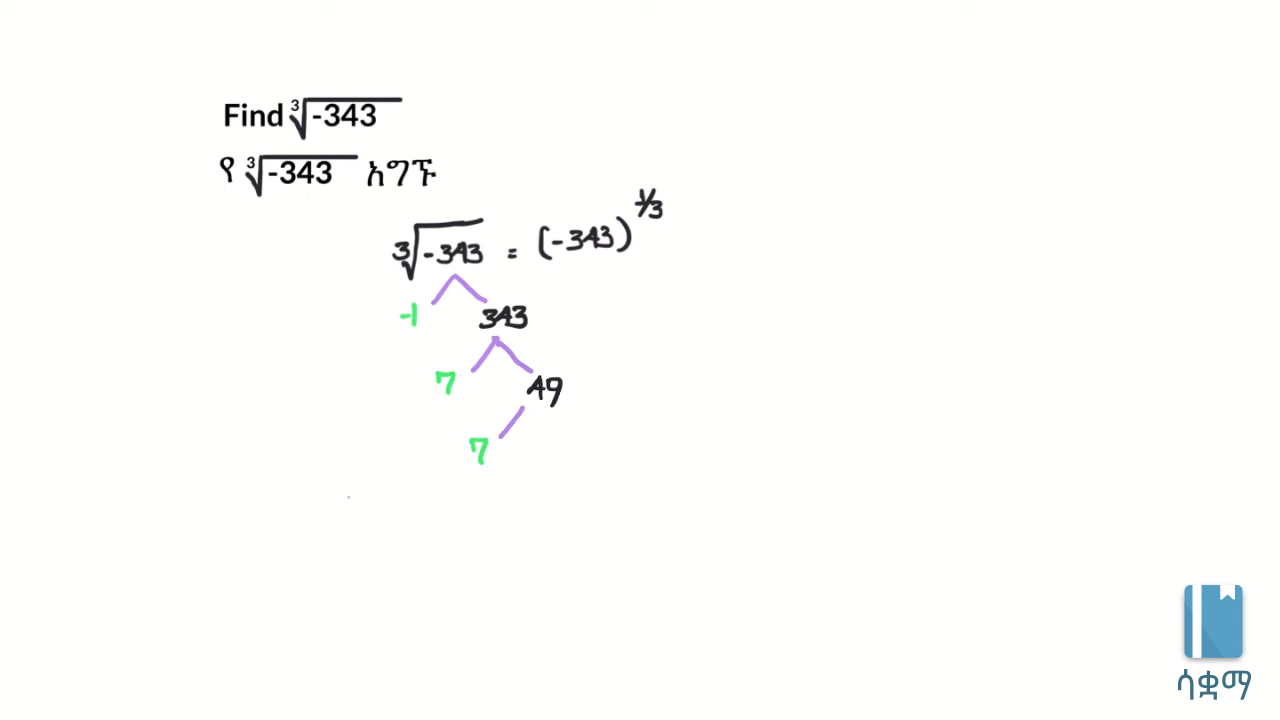 Find ∛-343
የ ∛-343 አግኙ
∛-343 = (-343)^1/3
-1 343
7 49
7
ሳቋማ